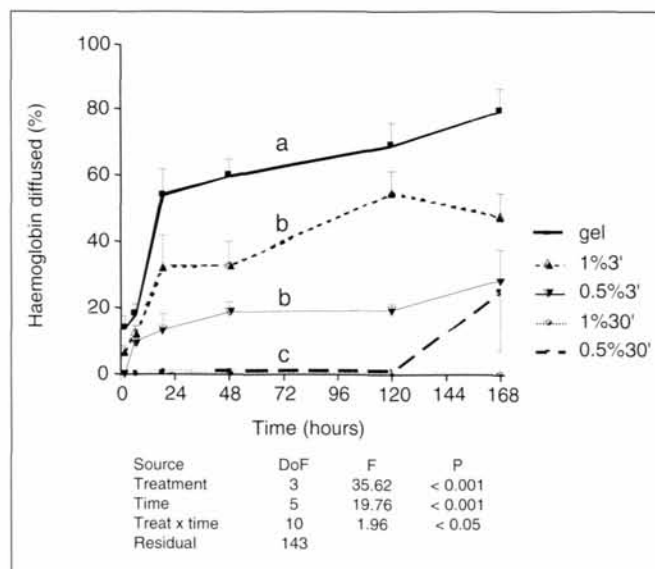 100
80
60
40
20
0
Haemoglobin diffused (%)
a
b
b
c
0 24 48 72 96 120 144 168
Time (hours)
gel
1%3'
0.5%3'
1%30'
0.5%30'
Source DoF F P
Treatment 3 35.62 < 0.001
Time 5 19.76 < 0.001
Treat x time 10 1.96 < 0.05
Residual 143